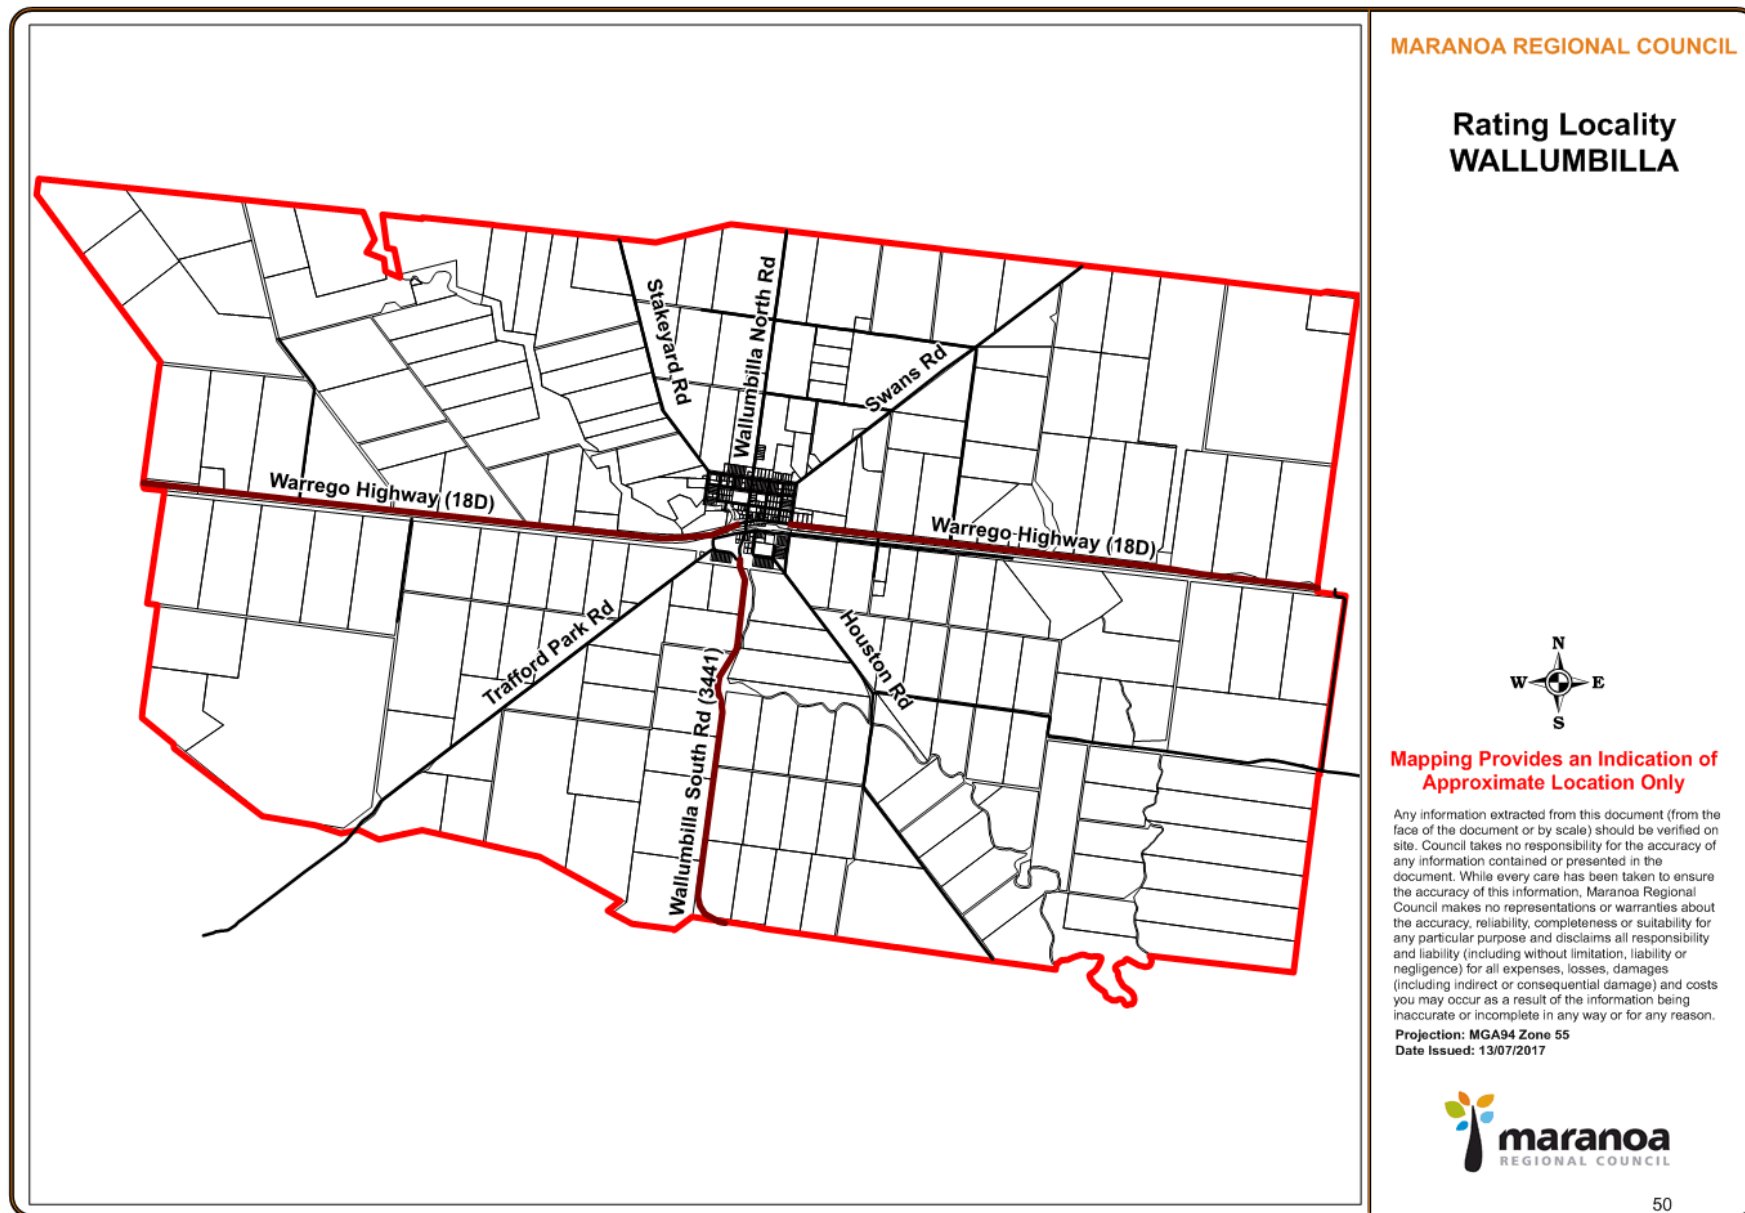 MARANOA REGIONAL COUNCIL
Rating Locality
WALLUMBILLA
Stakeyard Rd
Wallumbilla North Rd
Swans Rd
Warrego Highway (18D)
Warrego Highway (18D)
Trafford Park Rd
Wallumbilla South Rd (3441)
Houston Rd
N
W E
S
Mapping Provides an Indication of
Approximate Location Only
Any information extracted from this document (from the
face of the document or by scale) should be verified on
site. Council takes no responsibility for the accuracy of
any information contained or presented in the
document. While every care has been taken to ensure
the accuracy of this information, Maranoa Regional
Council makes no representations or warranties about
the accuracy, reliability, completeness or suitability for
any particular purpose and disclaims all responsibility
and liability (including without limitation, liability or
negligence) for all expenses, losses, damages
(including indirect or consequential damage) and costs
you may occur as a result of the information being
inaccurate or incomplete in any way or for any reason.
Projection: MGA94 Zone 55
Date Issued: 13/07/2017
maranoa
REGIONAL COUNCIL
50